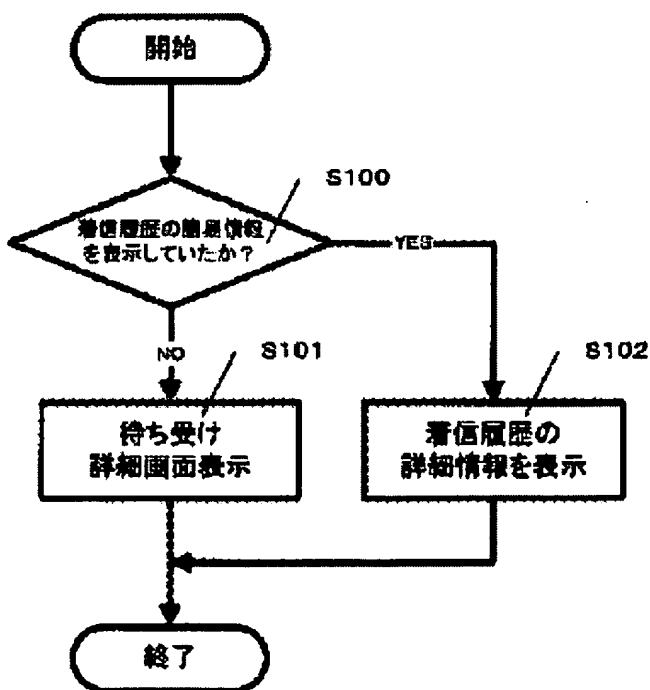 開始
S100
着信履歴の簡易情報
を表示していたか？
YES
NO
S101
S102
待ち受け
詳細画面表示
着信履歴の
詳細情報を表示
終了